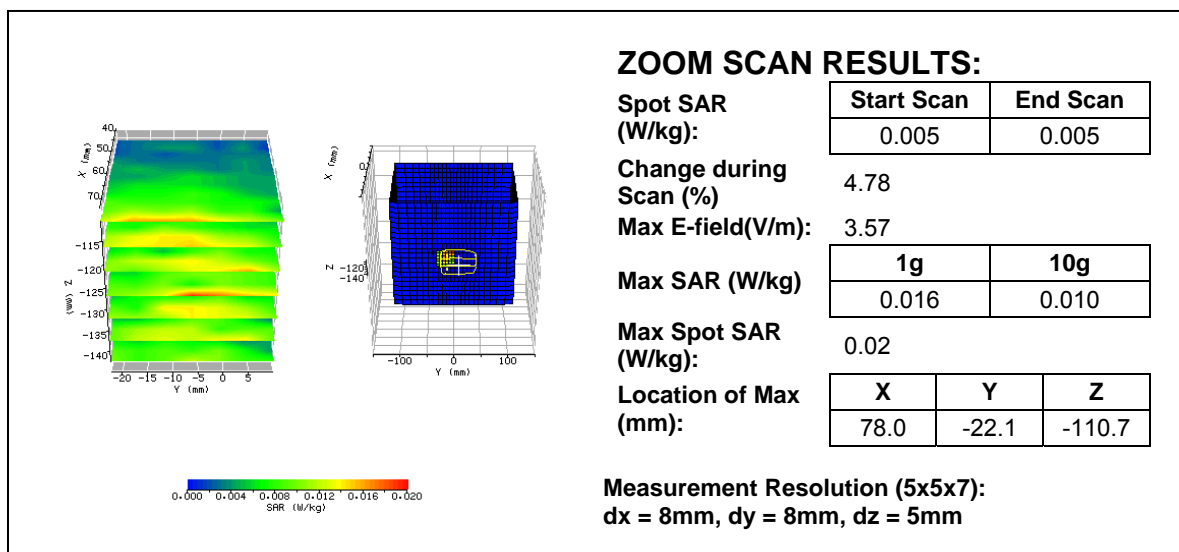 ZOOM SCAN RESULTS:
Spot SAR (W/kg):
Start Scan End Scan
0.005 0.005
Change during Scan (%)
4.78
Max E-field(V/m): 3.57
Max SAR (W/kg)
1g 10g
0.016 0.010
Max Spot SAR (W/kg):
0.02
Location of Max (mm):
X Y Z
78.0 -22.1 -110.7
Measurement Resolution (5x5x7):
dx = 8mm, dy = 8mm, dz = 5mm
40
50
60
70
X (mm)
-115
-120
-125
-130
-135
-140
Z (mm)
-20 -15 -10 -5 0 5
Y (mm)
X (mm)
0
Z
-120
-140
-100 0 100
Y (mm)
0.000 0.004 0.008 0.012 0.016 0.020
SAR (W/kg)